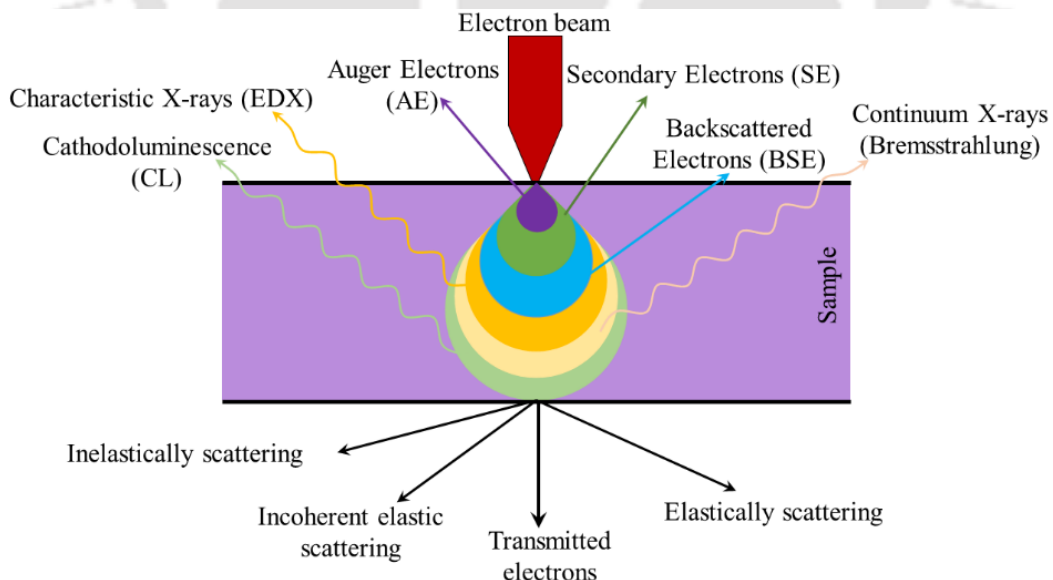 Electron beam
Auger Electrons
(AE)
Secondary Electrons (SE)
Characteristic X-rays (EDX)
Cathodoluminescence
(CL)
Backscattered
Electrons (BSE)
Continuum X-rays
(Bremsstrahlung)
Sample
Inelastically scattering
Incoherent elastic
scattering
Transmitted
electrons
Elastically scattering